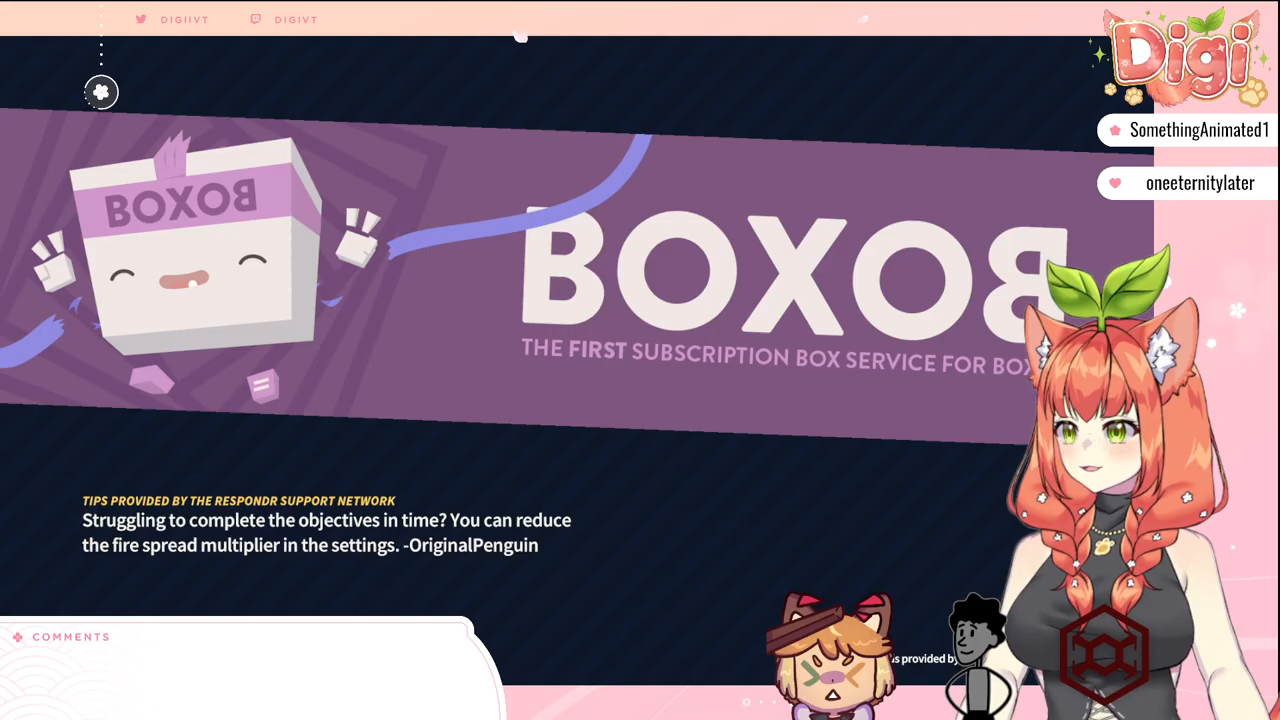 DIGIIVT DIGIVT
Digi
SomethingAnimated1
oneeternitylater
BOXOB
BOXOB
THE FIRST SUBSCRIPTION BOX SERVICE FOR
TIPS PROVIDED BY THE RESPONDR SUPPORT NETWORK
Struggling to complete the objectives in time? You can reduce
the fire spread multiplier in the settings. -OriginalPenguin
COMMENTS
provided by